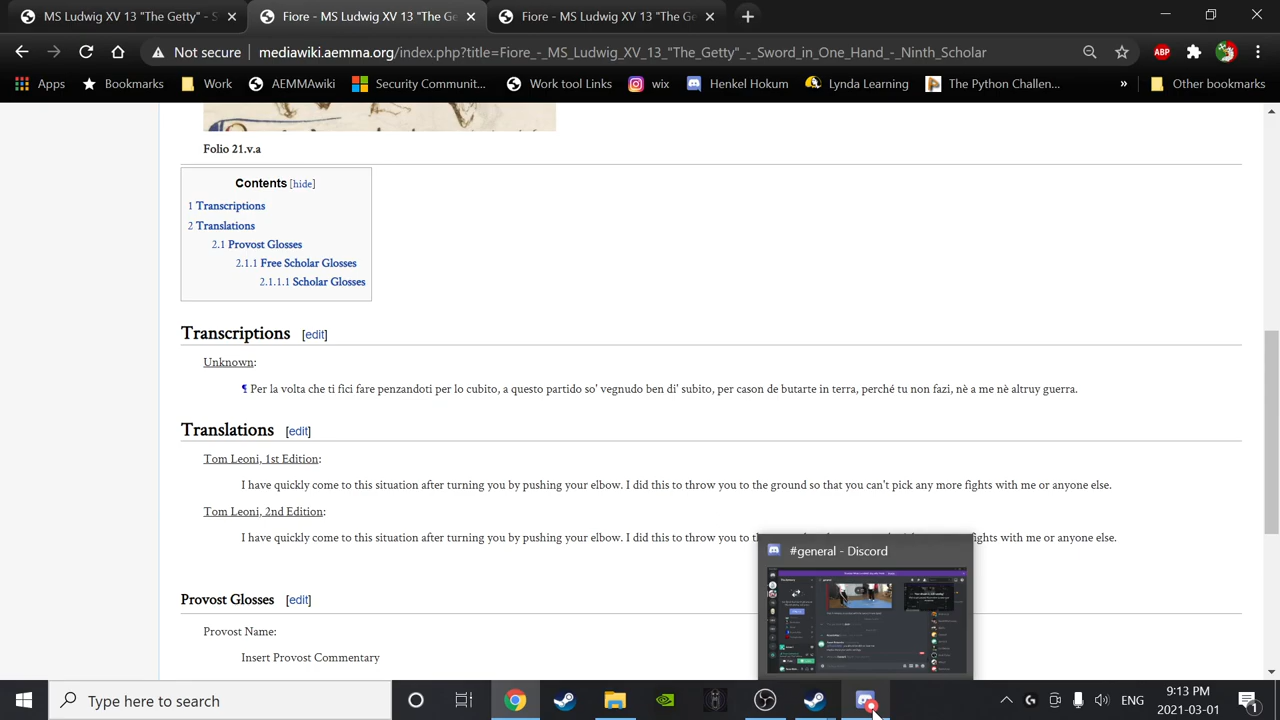 MS Ludwig XV 13 "The Getty" - S
Fiore - MS Ludwig XV 13 "The Ge
Fiore - MS Ludwig XV 13 "The Ge
Not secure
mediawiki.aemma.org/index.php?title=Fiore_-_MS_Ludwig_XV_13_"The_Getty"_-_Sword_in_One_Hand_-_Ninth_Scholar
ABP
Apps
Bookmarks
Work
AEMMAwiki
Security Communit...
Work tool Links
wix
Henkel Hokum
Lynda Learning
The Python Challen...
»
Other bookmarks
Folio 21.v.a
Contents [hide]
1 Transcriptions
2 Translations
2.1 Provost Glosses
2.1.1 Free Scholar Glosses
2.1.1.1 Scholar Glosses
Transcriptions [edit]
Unknown:
¶ Per la volta che ti fici fare penzandoti per lo cubito, a questo partido so' vegnudo ben di' subito, per cason de butarte in terra, perché tu non fazi, nè a me nè altruy guerra.
Translations [edit]
Tom Leoni, 1st Edition:
I have quickly come to this situation after turning you by pushing your elbow. I did this to throw you to the ground so that you can't pick any more fights with me or anyone else.
Tom Leoni, 2nd Edition:
I have quickly come to this situation after turning you by pushing your elbow. I did this to throw you to th
fights with me or anyone else.
#general - Discord
Provost Glosses [edit]
Provost Name:
Insert Provost Commentary
Type here to search
ENG
9:13 PM
2021-03-01
1